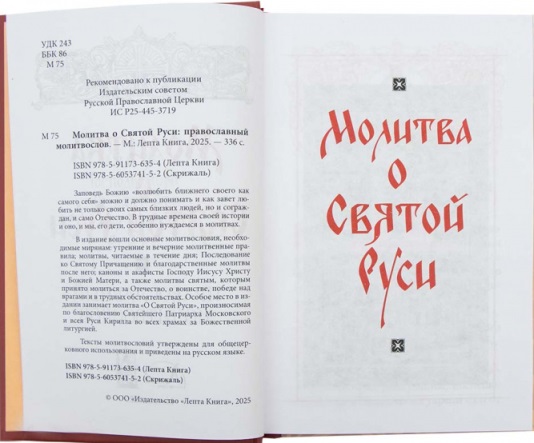 УДК 243
ББК 86
М 75
Рекомендовано к публикации
Издательским советом
Русской Православной Церкви
ИС Р25-445-3719
М 75 Молитва о Святой Руси: православный
молитвослов. — М.: Лепта Книга, 2025. — 336 с.
ISBN 978-5-91173-635-4 (Лепта Книга)
ISBN 978-5-6053741-5-2 (Скрижаль)
Заповедь Божию «возлюбить ближнего своего как
самого себя» можно и должно понимать и как завет лю-
бить не только своих самых близких людей, но и сограж-
дан, и само Отечество. В трудные времена своей истории
и оно, и мы, его дети, особенно нуждаемся в молитвах.
В издание вошли основные молитвословия, необхо-
димые мирянам: утренние и вечерние молитвенные пра-
вила; молитвы, читаемые в течение дня; Последование
ко Святому Причащению и благодарственные молитвы
после него; каноны и акафисты Господу Иисусу Христу
и Божией Матери, а также молитвы святым, которым
принято молиться за Отечество, о воинстве, победе над
врагами и в трудных обстоятельствах. Особое место в из-
дании занимает молитва «О Святой Руси», произносимая
по благословению Святейшего Патриарха Московского
и всея Руси Кирилла во всех храмах за Божественной
литургией.
Тексты молитвословий утверждены для общецер-
ковного использования и приведены на русском языке.
ISBN 978-5-91173-635-4 (Лепта Книга)
ISBN 978-5-6053741-5-2 (Скрижаль)
© ООО «Издательство «Лепта Книга», 2025
Молитва
о
Святой
Руси